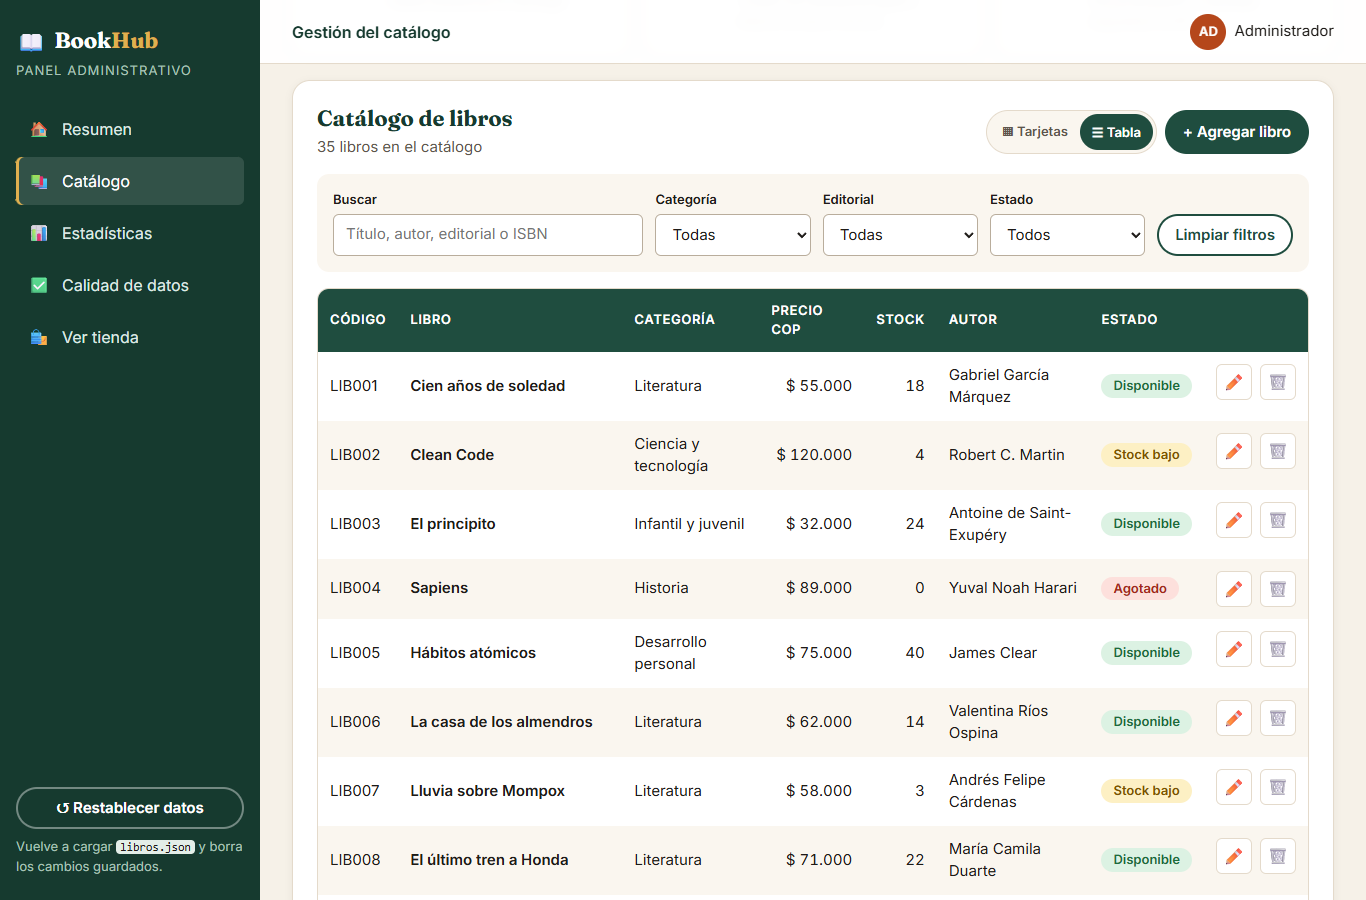 BookHub
PANEL ADMINISTRATIVO
Resumen
Catálogo
Estadísticas
Calidad de datos
Ver tienda
↺ Restablecer datos
Vuelve a cargar libros.json y borra
los cambios guardados.
Gestión del catálogo
AD Administrador
Catálogo de libros
35 libros en el catálogo
▦ Tarjetas
☰ Tabla
+ Agregar libro
Buscar
Título, autor, editorial o ISBN
Categoría
Todas
Editorial
Todas
Estado
Todos
Limpiar filtros
CÓDIGO LIBRO CATEGORÍA PRECIO COP STOCK AUTOR ESTADO
LIB001 Cien años de soledad Literatura $ 55.000 18 Gabriel García Márquez Disponible
LIB002 Clean Code Ciencia y tecnología $ 120.000 4 Robert C. Martin Stock bajo
LIB003 El principito Infantil y juvenil $ 32.000 24 Antoine de Saint-Exupéry Disponible
LIB004 Sapiens Historia $ 89.000 0 Yuval Noah Harari Agotado
LIB005 Hábitos atómicos Desarrollo personal $ 75.000 40 James Clear Disponible
LIB006 La casa de los almendros Literatura $ 62.000 14 Valentina Ríos Ospina Disponible
LIB007 Lluvia sobre Mompox Literatura $ 58.000 3 Andrés Felipe Cárdenas Stock bajo
LIB008 El último tren a Honda Literatura $ 71.000 22 María Camila Duarte Disponible